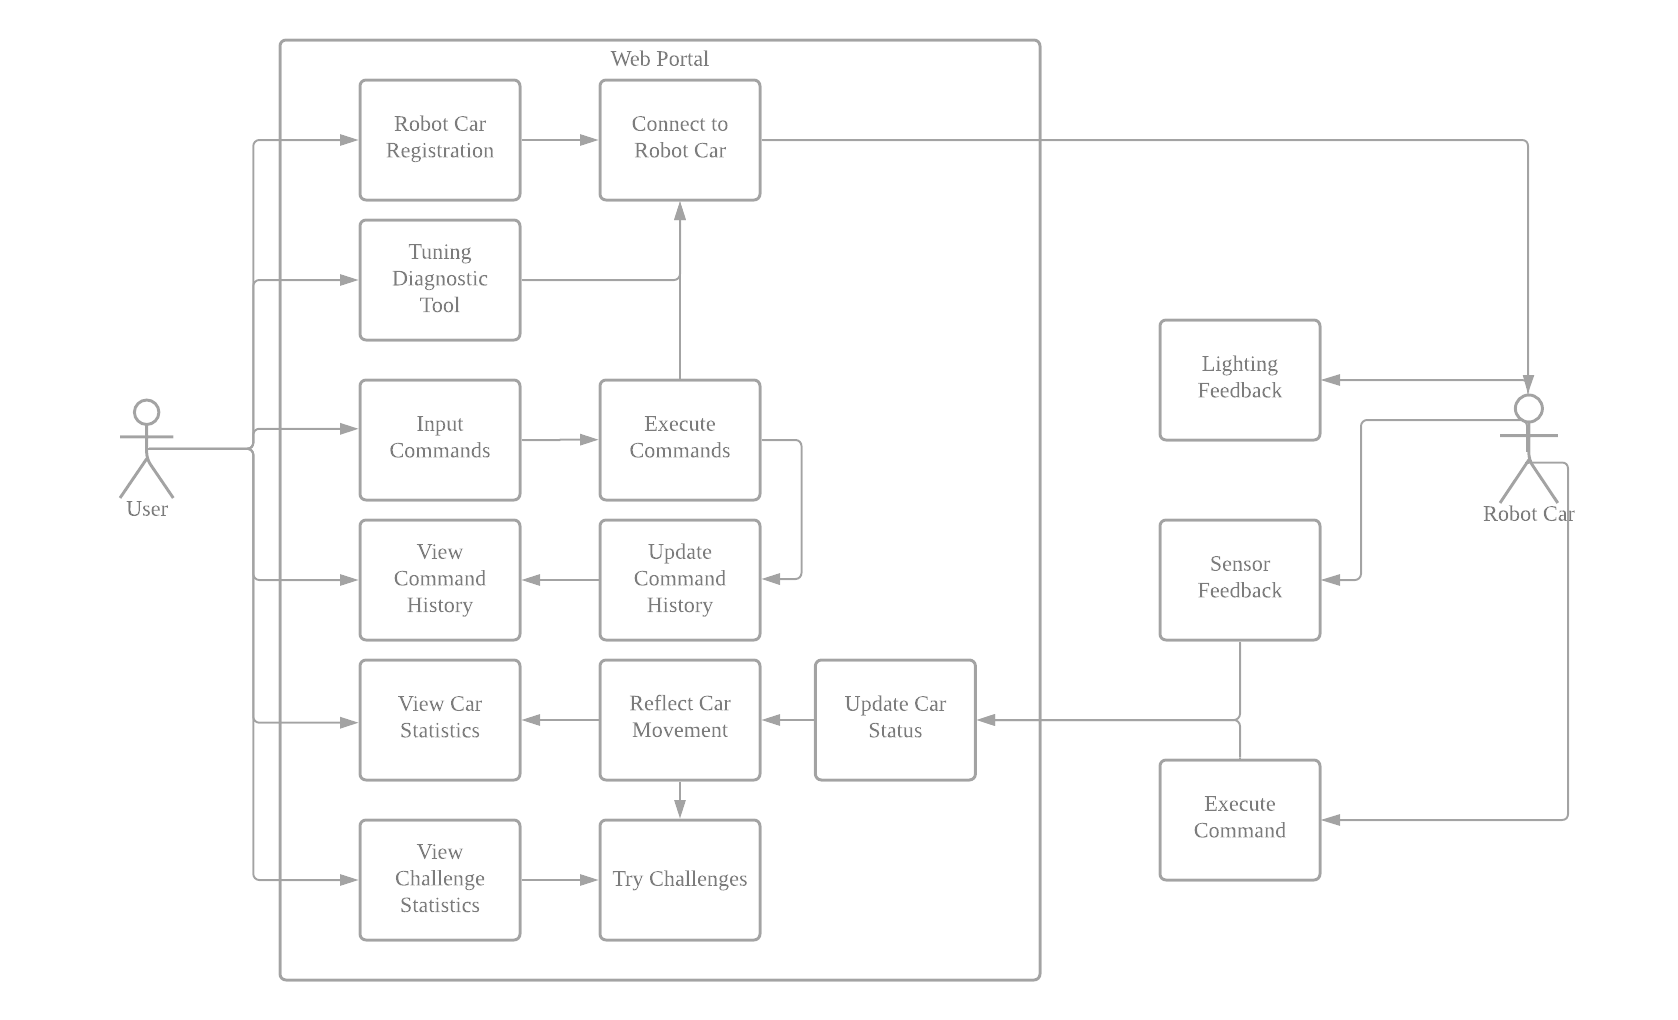 Web Portal
Robot Car
Registration
Connect to
Robot Car
Tuning
Diagnostic
Tool
Lighting
Feedback
Input
Commands
Execute
Commands
User
Robot Car
View
Command
History
Update
Command
History
Sensor
Feedback
View Car
Statistics
Reflect Car
Movement
Update Car
Status
Execute
Command
View
Challenge
Statistics
Try Challenges